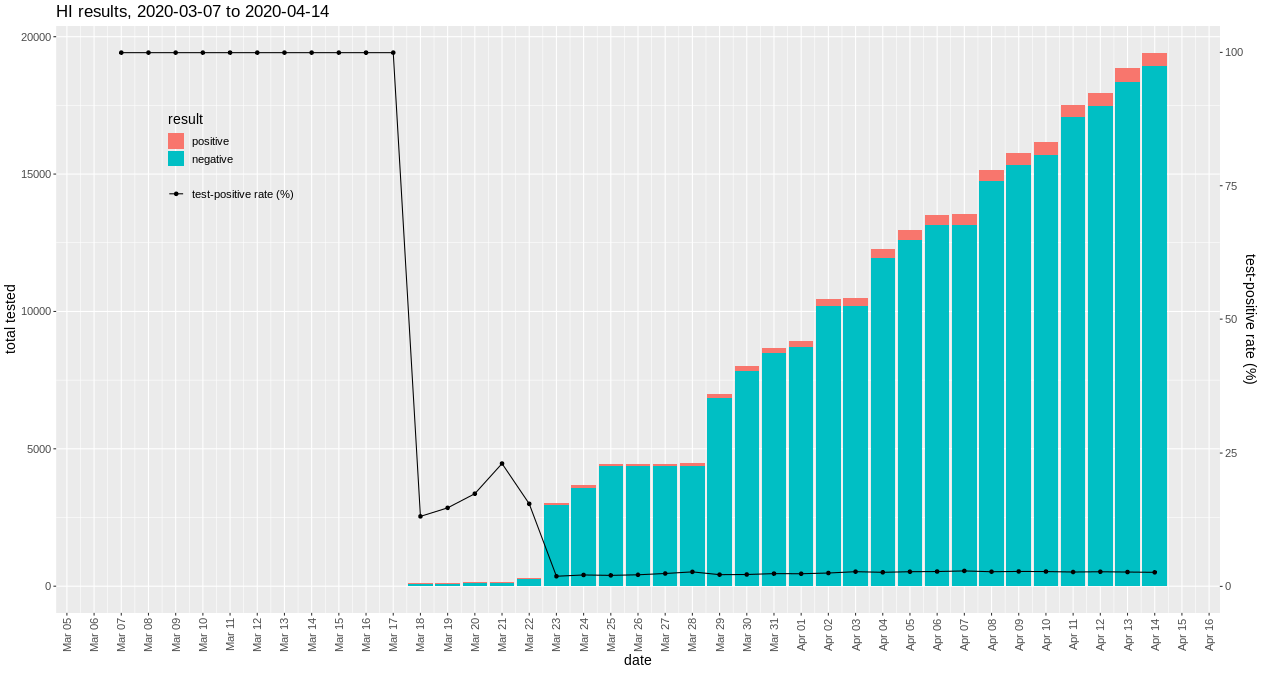 HI results, 2020-03-07 to 2020-04-14
20000
15000
10000
5000
0
total tested
result
positive
negative
test-positive rate (%)
100
75
50
25
0
test-positive rate (%)
Mar 05
Mar 06
Mar 07
Mar 08
Mar 09
Mar 10
Mar 11
Mar 12
Mar 13
Mar 14
Mar 15
Mar 16
Mar 17
Mar 18
Mar 19
Mar 20
Mar 21
Mar 22
Mar 23
Mar 24
Mar 25
Mar 26
Mar 27
Mar 28
Mar 29
Mar 30
Mar 31
Apr 01
Apr 02
Apr 03
Apr 04
Apr 05
Apr 06
Apr 07
Apr 08
Apr 09
Apr 10
Apr 11
Apr 12
Apr 13
Apr 14
Apr 15
Apr 16
date